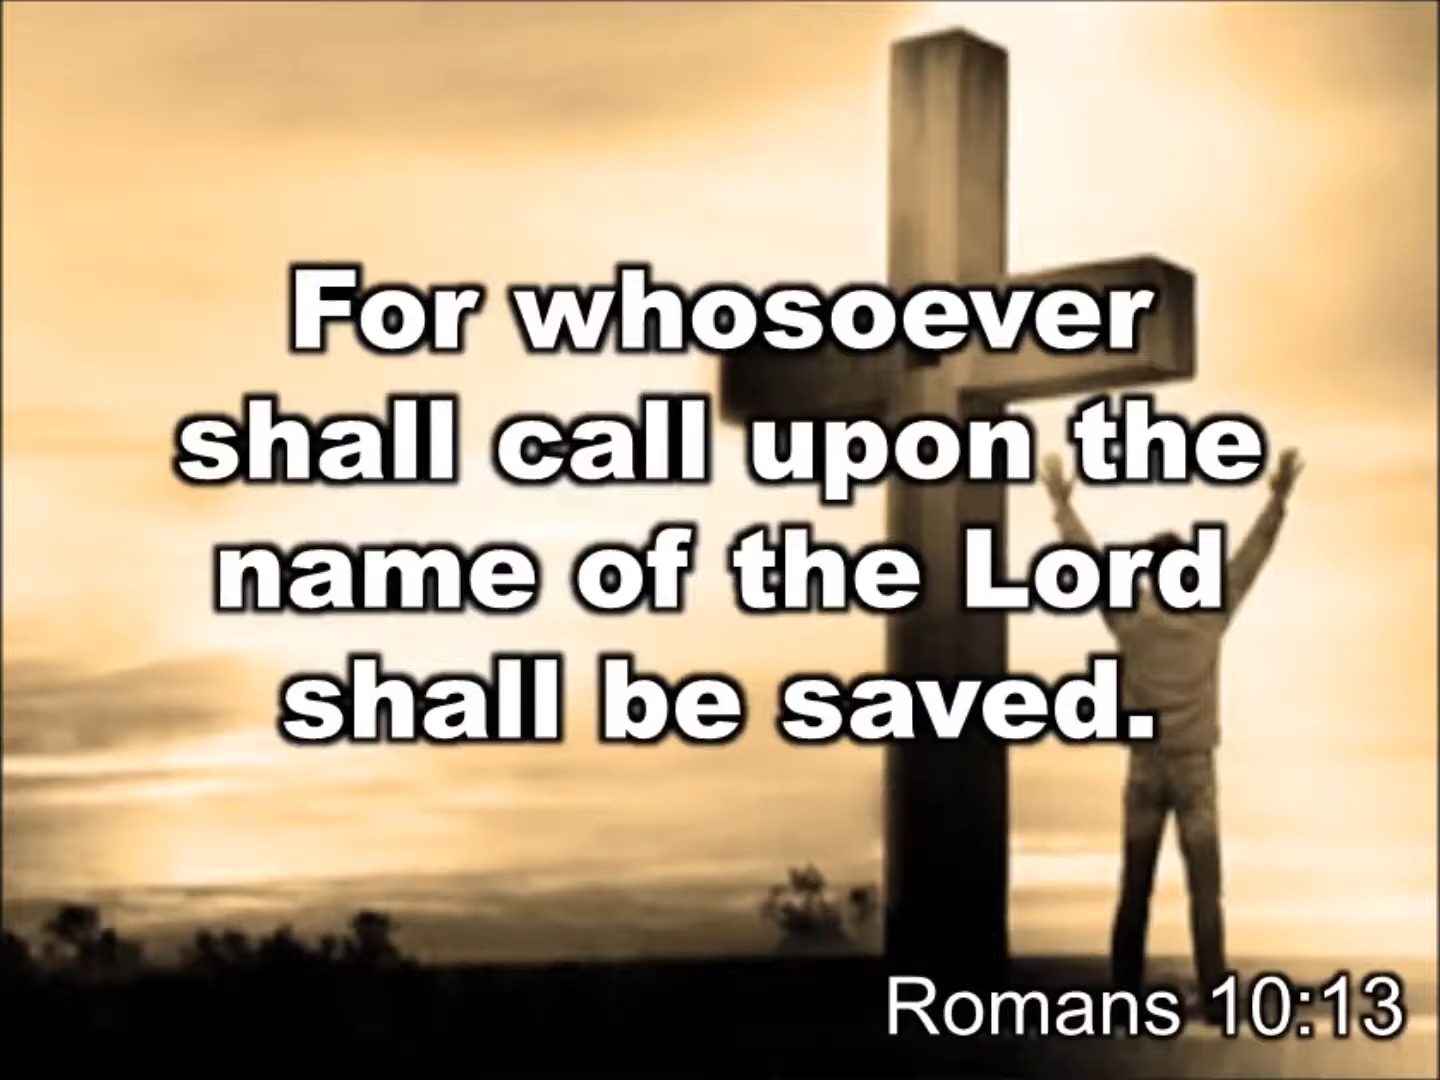 For whosoever
shall call upon the
name of the Lord
shall be saved.
Romans 10:13